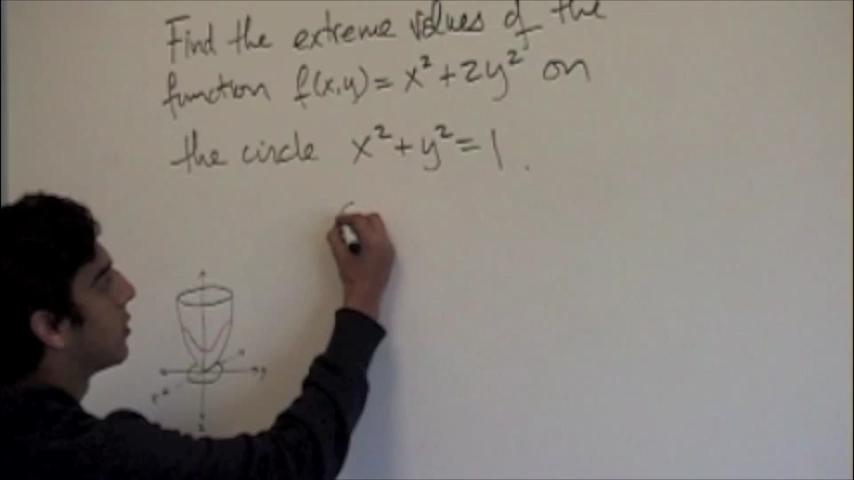 Find the extreme values of the
function f(x,y) = x² + 2y² on
the circle x² + y² = 1.
y